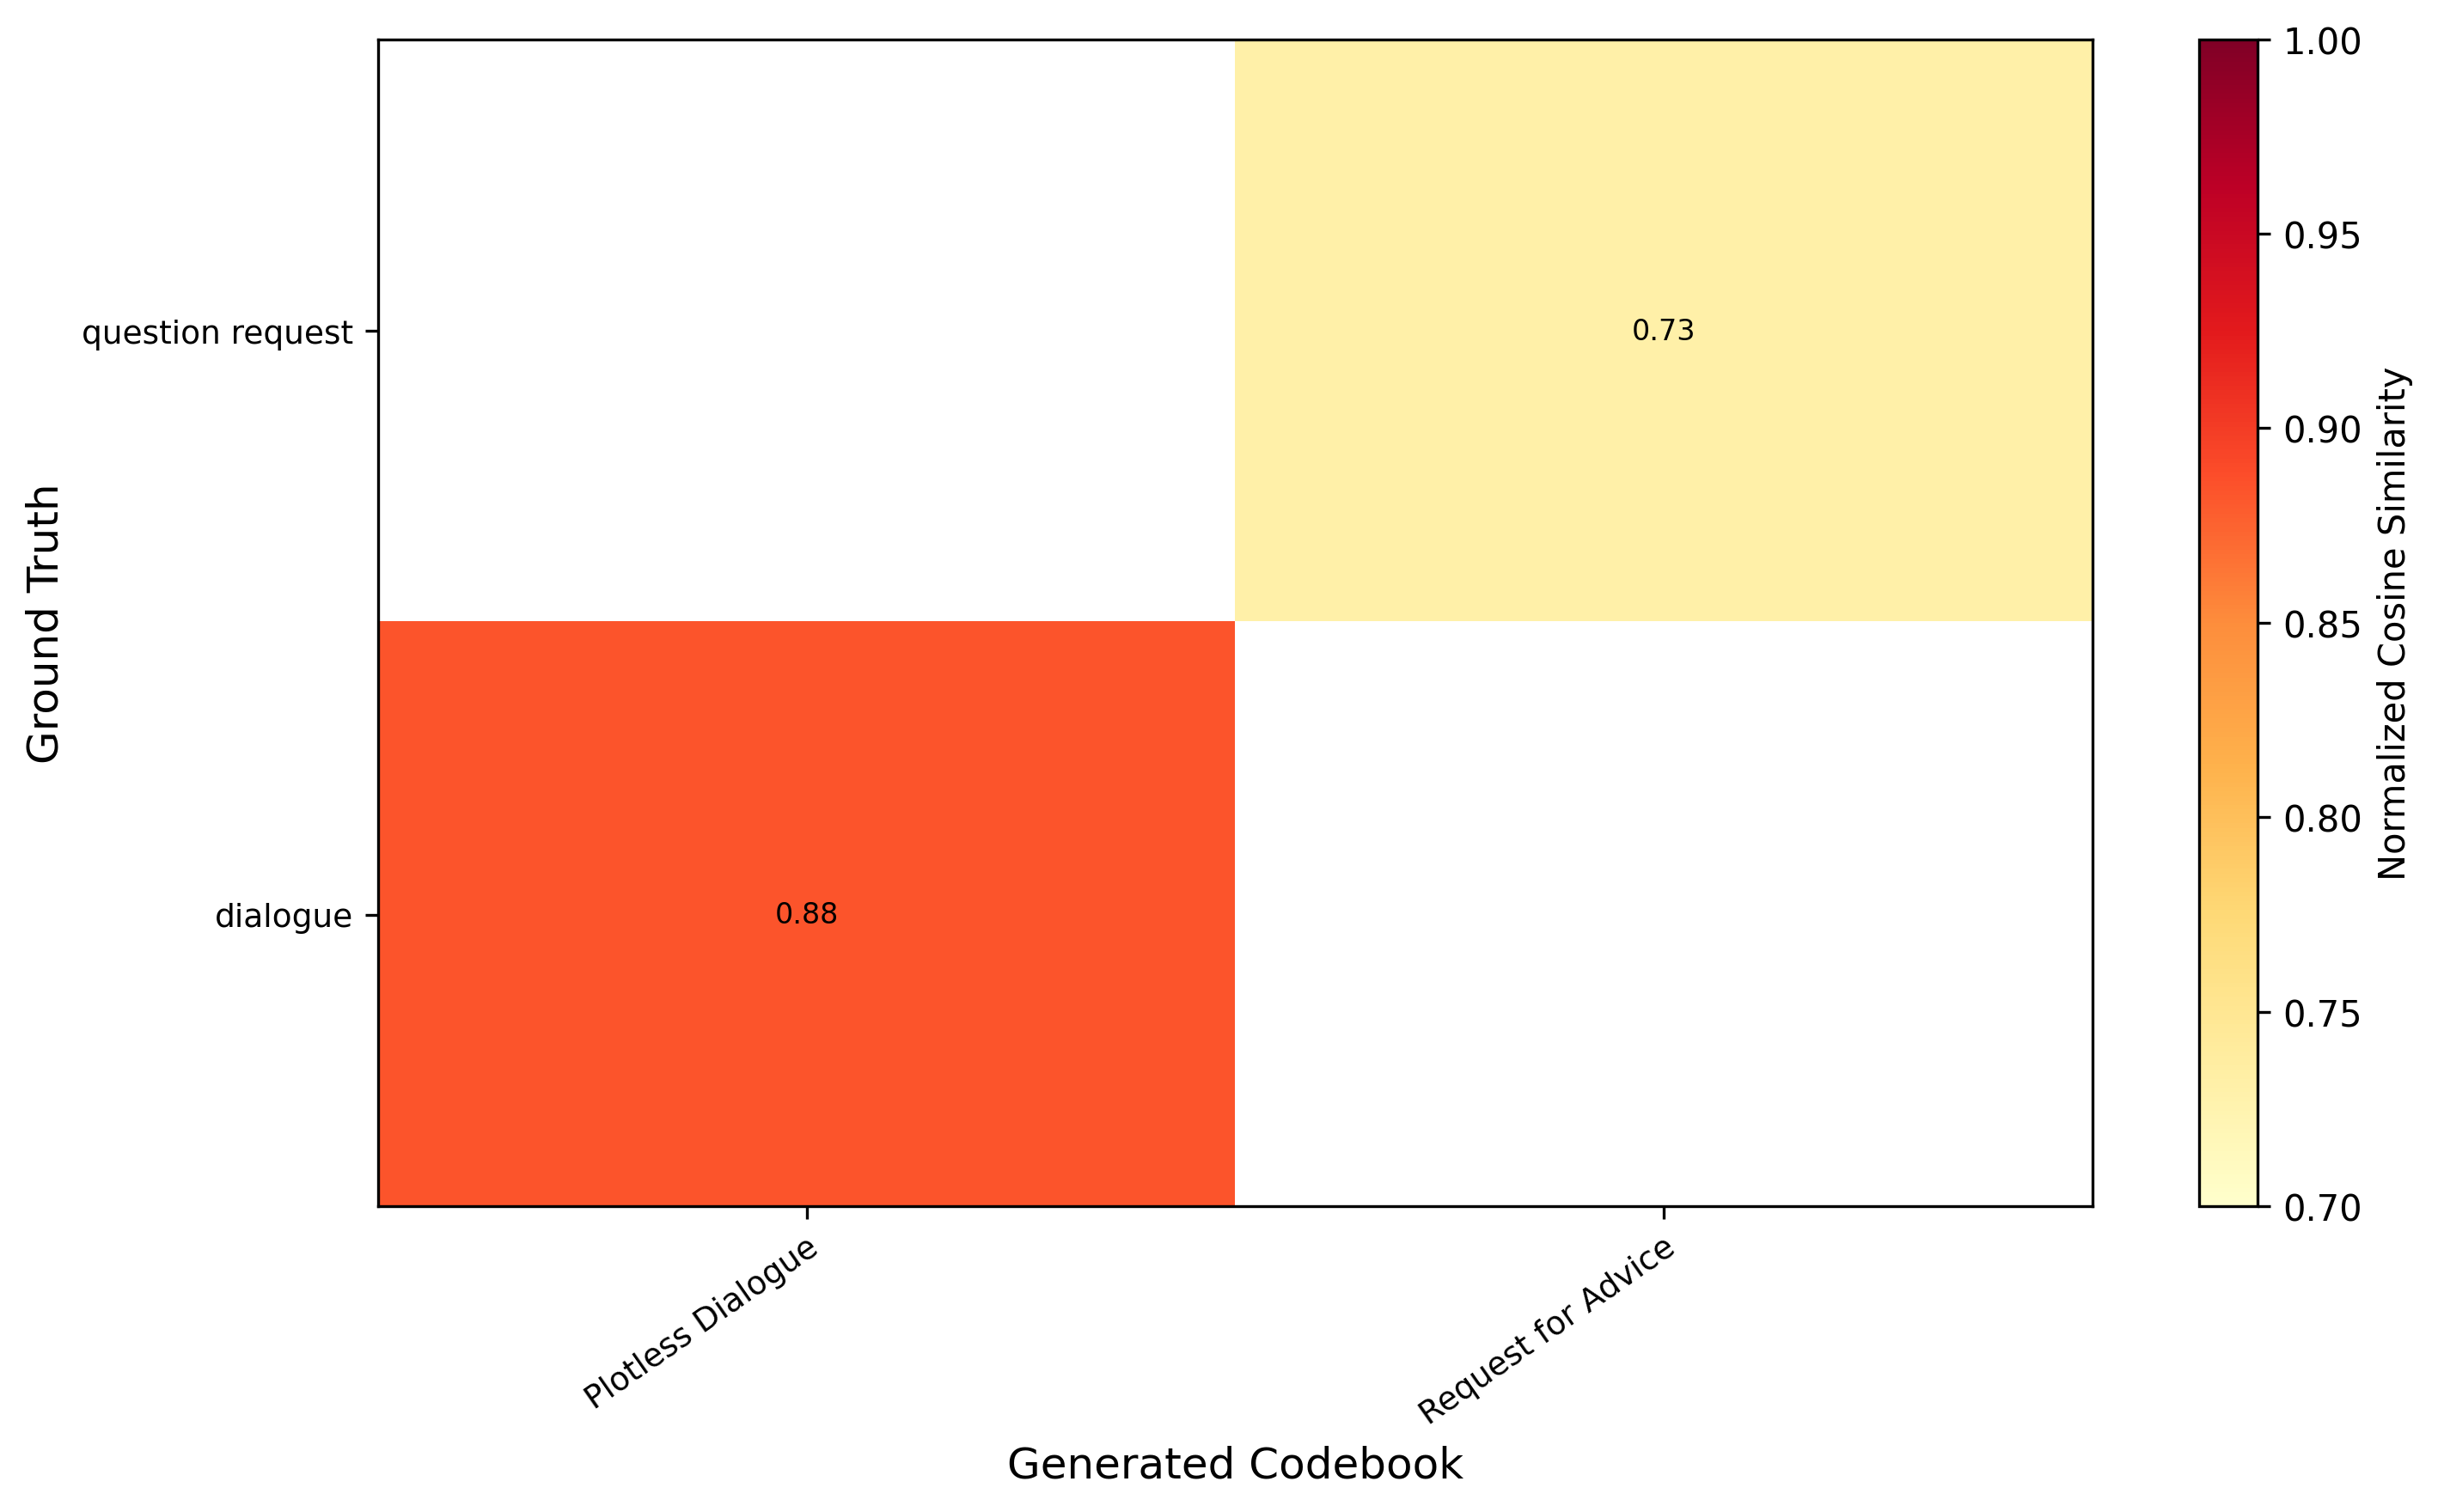 Ground Truth
question request
dialogue
0.73
0.88
Plotless Dialogue
Request for Advice
Generated Codebook
1.00
0.95
0.90
0.85
0.80
0.75
0.70
Normalized Cosine Similarity